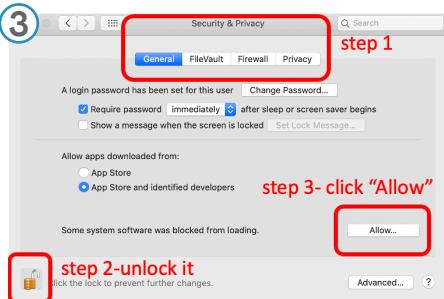 3
Security & Privacy
Search
step 1
General FileVault Firewall Privacy
A login password has been set for this user Change Password...
Require password immediately after sleep or screen saver begins
Show a message when the screen is locked Set Lock Message...
Allow apps downloaded from:
App Store
App Store and identified developers
step 3- click “Allow”
Some system software was blocked from loading.
Allow...
step 2-unlock it
Click the lock to prevent further changes.
Advanced... ?